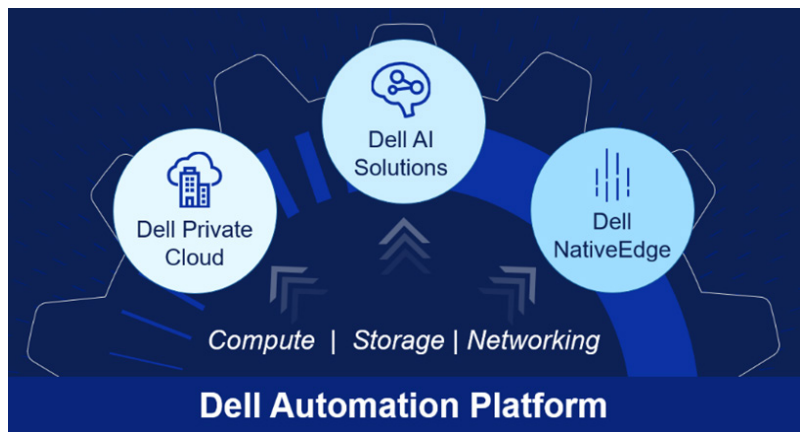 Dell AI
Solutions
Dell Private
Cloud
Dell
NativeEdge
Compute | Storage | Networking
Dell Automation Platform